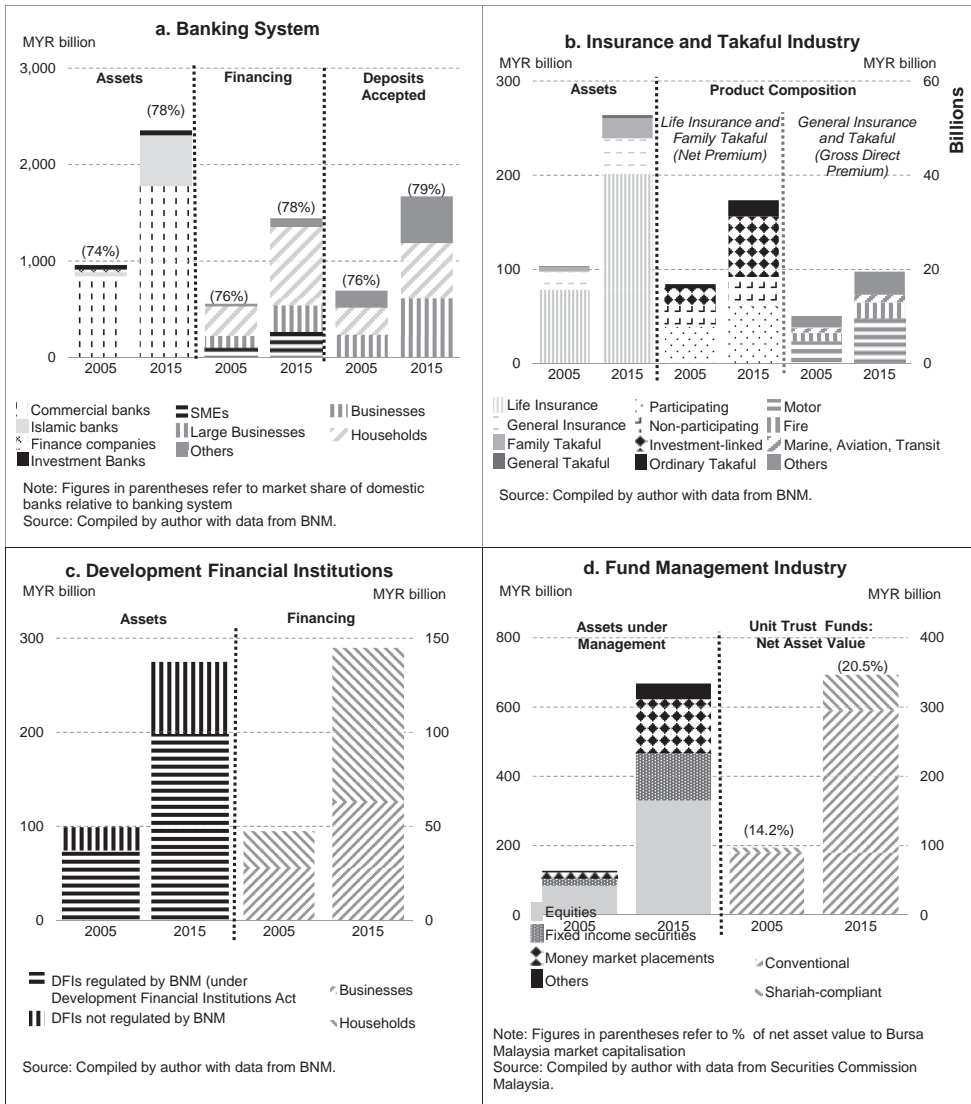 a. Banking System
MYR billion
Assets
Financing
Deposits
Accepted
3,000
2,000
1,000
0
(74%)
(78%)
(76%)
(78%)
(76%)
(79%)
2005
2015
2005
2015
2005
2015
Commercial banks
Islamic banks
Finance companies
Investment Banks
SMEs
Large Businesses
Others
Businesses
Households
Note: Figures in parentheses refer to market share of domestic
banks relative to banking system
Source: Compiled by author with data from BNM.
b. Insurance and Takaful Industry
MYR billion
MYR billion
Assets
Product Composition
Life Insurance and
Family Takaful
(Net Premium)
General Insurance
and Takaful
(Gross Direct
Premium)
300
200
100
0
60
40
20
0
Billions
2005
2015
2005
2015
2005
2015
Life Insurance
General Insurance
Family Takaful
General Takaful
Participating
Non-participating
Investment-linked
Ordinary Takaful
Motor
Fire
Marine, Aviation, Transit
Others
Source: Compiled by author with data from BNM.
c. Development Financial Institutions
MYR billion
MYR billion
Assets
Financing
300
200
100
0
150
100
50
0
2005
2015
2005
2015
DFIs regulated by BNM (under
Development Financial Institutions Act
DFIs not regulated by BNM
Businesses
Households
Source: Compiled by author with data from BNM.
d. Fund Management Industry
MYR billion
MYR billion
Assets under
Management
Unit Trust Funds:
Net Asset Value
800
600
400
200
0
400
300
200
100
0
(14.2%)
(20.5%)
2005
2015
2005
2015
Equities
Fixed income securities
Money market placements
Others
Conventional
Shariah-compliant
Note: Figures in parentheses refer to % of net asset value to Bursa
Malaysia market capitalisation
Source: Compiled by author with data from Securities Commission
Malaysia.